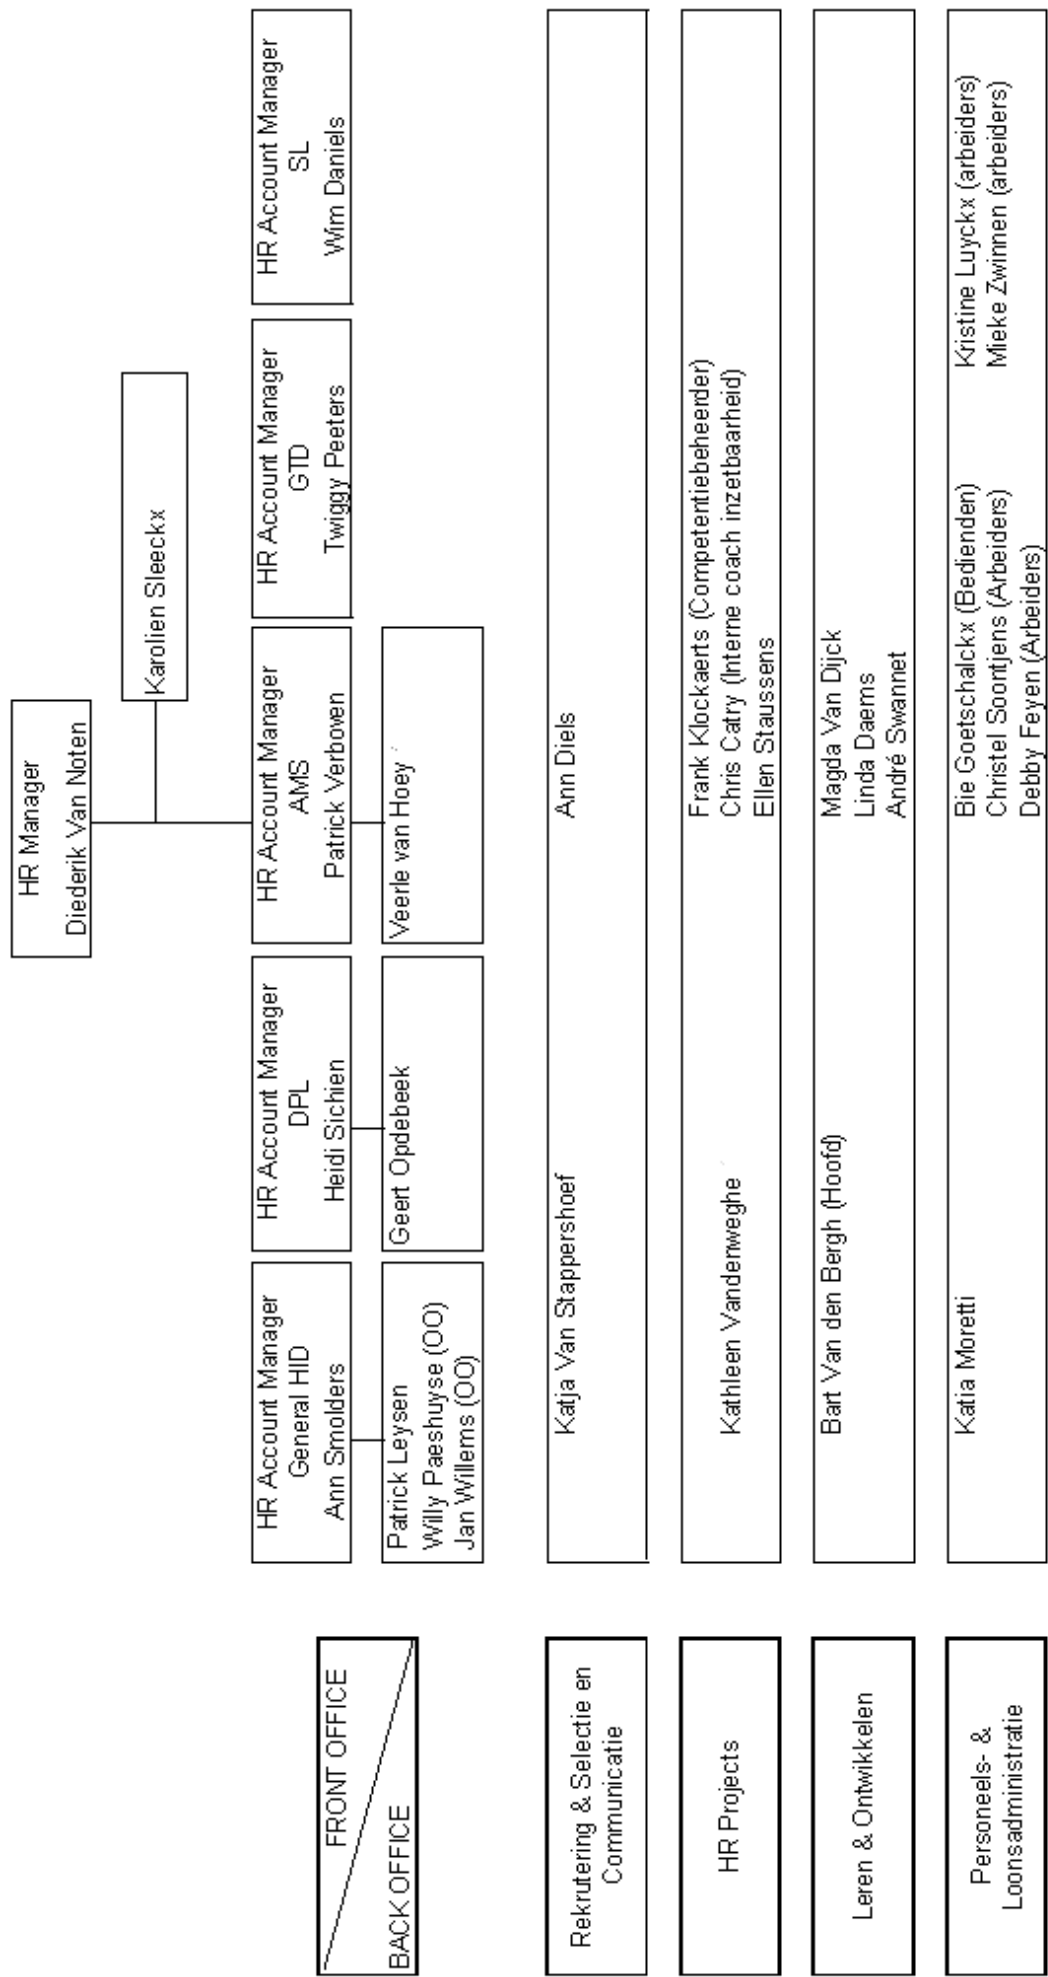 HR Manager
Diederik Van Noten
Karolien Sleeckx
FRONT OFFICE
BACK OFFICE
HR Account Manager
General HID
Ann Smolders
HR Account Manager
DPL
Heidi Sichien
HR Account Manager
AMS
Patrick Verboven
HR Account Manager
GTD
Twiggy Peeters
HR Account Manager
SL
Wim Daniels
Patrick Leysen
Willy Paeshuyse (OO)
Jan Willems (OO)
Geert Opdebeek
Veerle van Hoey
Rekrutering & Selectie en
Communicatie
Katja Van Stappershoef
Ann Diels
HR Projects
Kathleen Vandenweghe
Frank Klockaerts (Competentiebeheerder)
Chris Catry (Interne coach inzetbaarheid)
Ellen Staussens
Leren & Ontwikkelen
Bart Van den Bergh (Hoofd)
Magda Van Dijck
Linda Daems
André Swannet
Personeels- &
Loonsadministratie
Katia Moretti
Bie Goetschalckx (Bedienden)
Christel Soontjens (Arbeiders)
Debby Feyen (Arbeiders)
Kristine Luyckx (arbeiders)
Mieke Zwinnen (arbeiders)